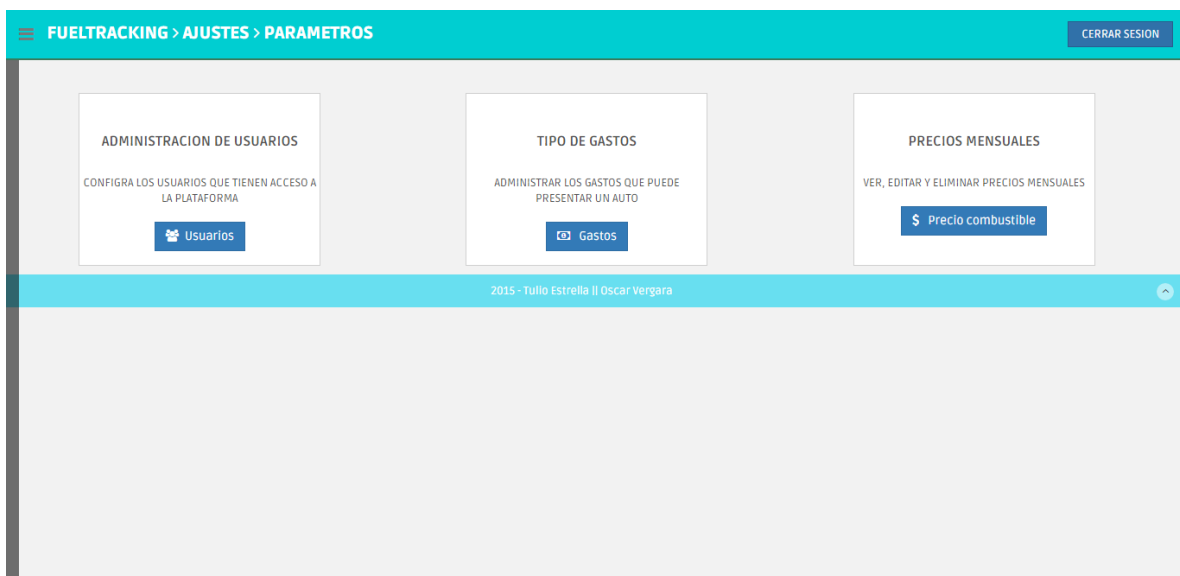 FUELTRACKING > AJUSTES > PARAMETROS
CERRAR SESION
ADMINISTRACION DE USUARIOS
CONFIGRA LOS USUARIOS QUE TIENEN ACCESO A
LA PLATAFORMA
Usuarios
TIPO DE GASTOS
ADMINISTRAR LOS GASTOS QUE PUEDE
PRESENTAR UN AUTO
Gastos
PRECIOS MENSUALES
VER, EDITAR Y ELIMINAR PRECIOS MENSUALES
$ Precio combustible
2015 - Tulio Estrella || Oscar Vergara